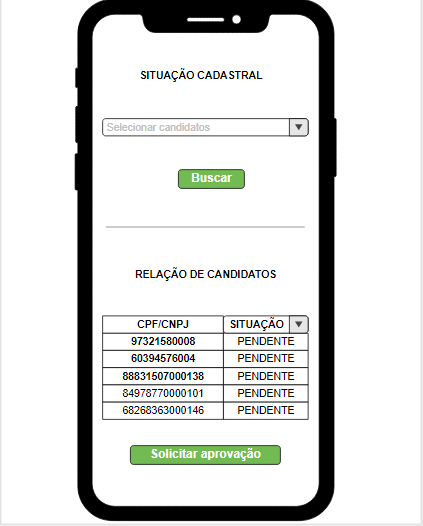 SITUAÇÃO CADASTRAL
Selecionar candidatos
Buscar
RELAÇÃO DE CANDIDATOS
CPF/CNPJ SITUAÇÃO
97321580008 PENDENTE
60394576004 PENDENTE
88831507000138 PENDENTE
84978770000101 PENDENTE
68268363000146 PENDENTE
Solicitar aprovação